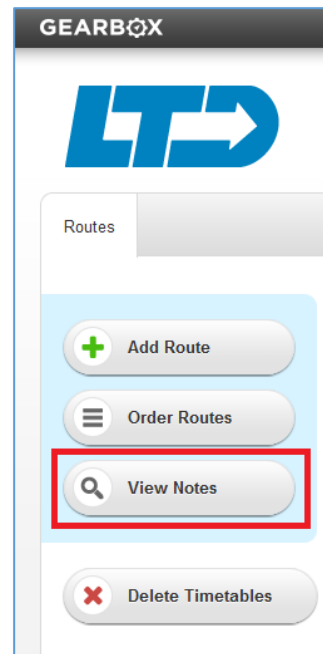 GEARBOX
LTD
Routes
Add Route
Order Routes
View Notes
Delete Timetables